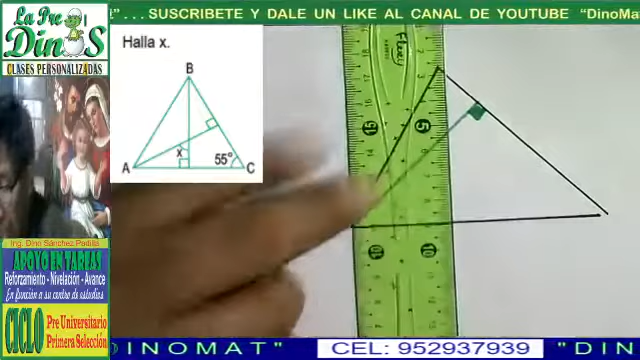 La Pre
DinoS
CLASES PERSONALIZADAS
" . . . SUSCRIBETE Y DALE UN LIKE AL CANAL DE YOUTUBE "DinoMa
Halla x.
B
A
x
55°
C
Ing. Dino Sánchez Padilla
APOYO EN TAREAS
Reforzamiento - Nivelación - Avance
En función a su centro de estudios
CICLO
Pre Universitario
Primera Selección
DINOMAT"
CEL: 952937939
"DIN